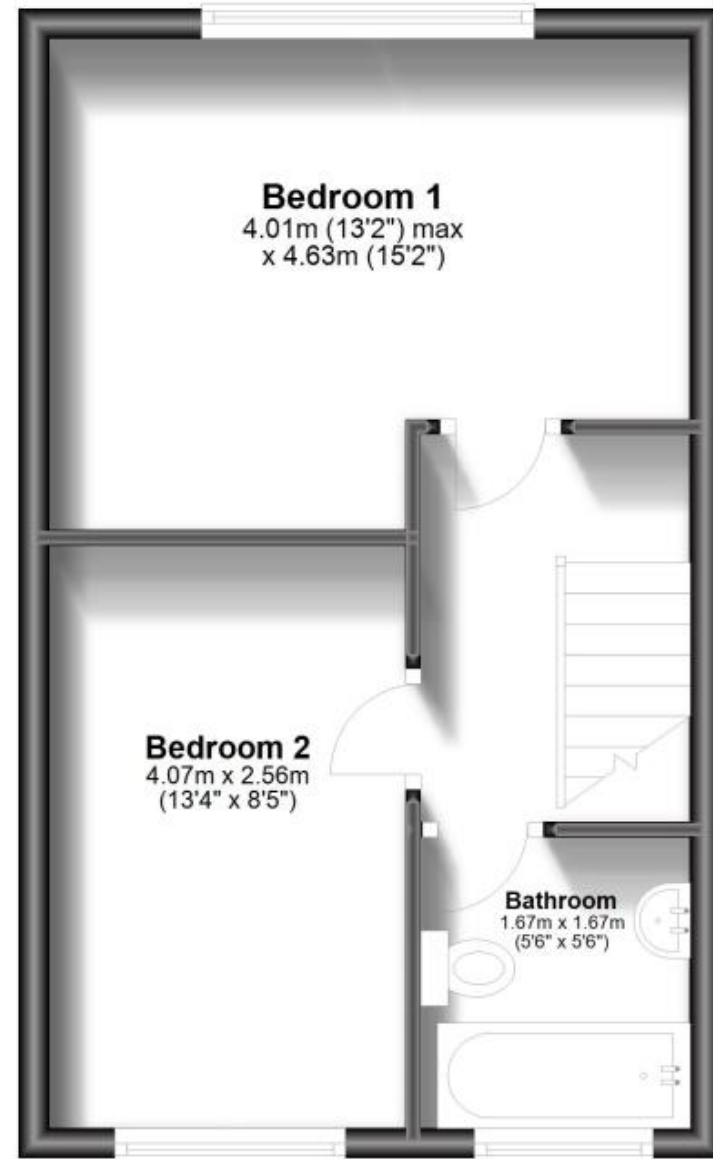 Bedroom 1
4.01m (13'2") max
x 4.63m (15'2")
Bedroom 2
4.07m x 2.56m
(13'4" x 8'5")
Bathroom
1.67m x 1.67m
(5'6" x 5'6")